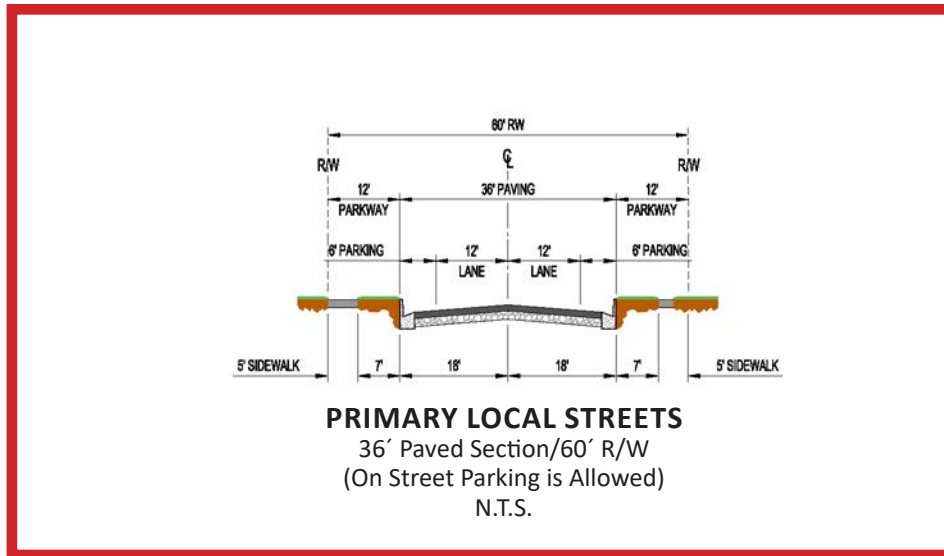 60' RW
℄
R/W
R/W
12'
36' PAVING
12'
PARKWAY
PARKWAY
6' PARKING
12'
12'
6' PARKING
LANE
LANE
5' SIDEWALK
7'
18'
18'
7'
5' SIDEWALK
PRIMARY LOCAL STREETS
36´ Paved Section/60´ R/W
(On Street Parking is Allowed)
N.T.S.